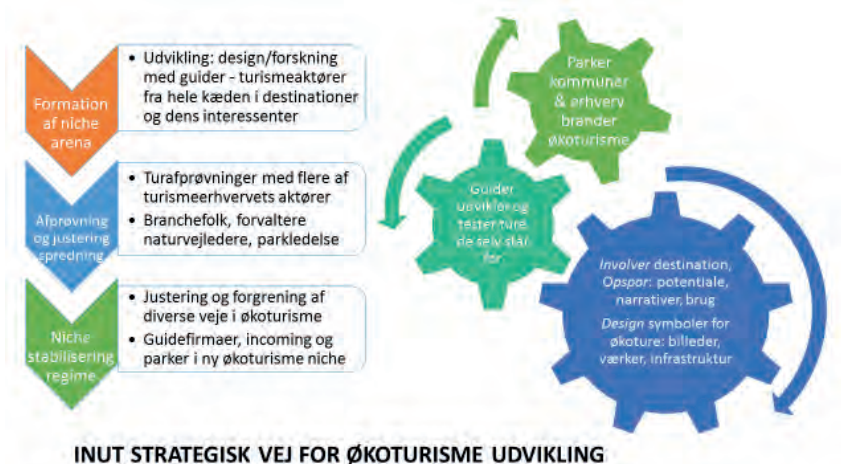 Formation
af niche
arena
• Udvikling: design/forskning
med guider - turismeaktører
fra hele kæden i destinationer
og dens interessenter
Afprøvning
og justering
spredning
• Turafprøvninger med flere af
turismeerhvervets aktører
• Branchefolk, forvaltere
naturvejledere, parkledelse
Niche
stabilisering
regime
• Justering og forgrening af
diverse veje i økoturisme
• Guidefirmaer, incoming og
parker i ny økoturisme niche
Parker
kommuner
& erhverv
brander
økoturisme
Guider
udvikler og
tester ture
de selv står
for
Involver destination,
Opspor: potentiale,
narrativer, brug
Design symboler for
økoture: billeder,
værker, infrastruktur
INUT STRATEGISK VEJ FOR ØKOTURISME UDVIKLING